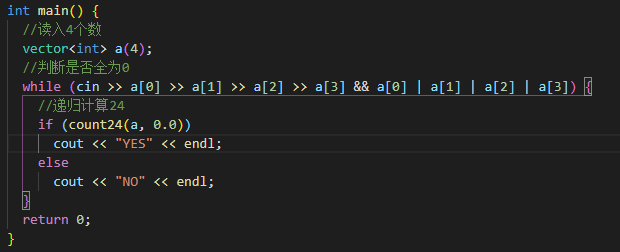 int main() {
//读入4个数
vector<int> a(4);
//判断是否全为0
while (cin >> a[0] >> a[1] >> a[2] >> a[3] && a[0] | a[1] | a[2] | a[3]) {
//递归计算24
if (count24(a, 0.0))
cout << "YES" << endl;
else
cout << "NO" << endl;
}
return 0;
}